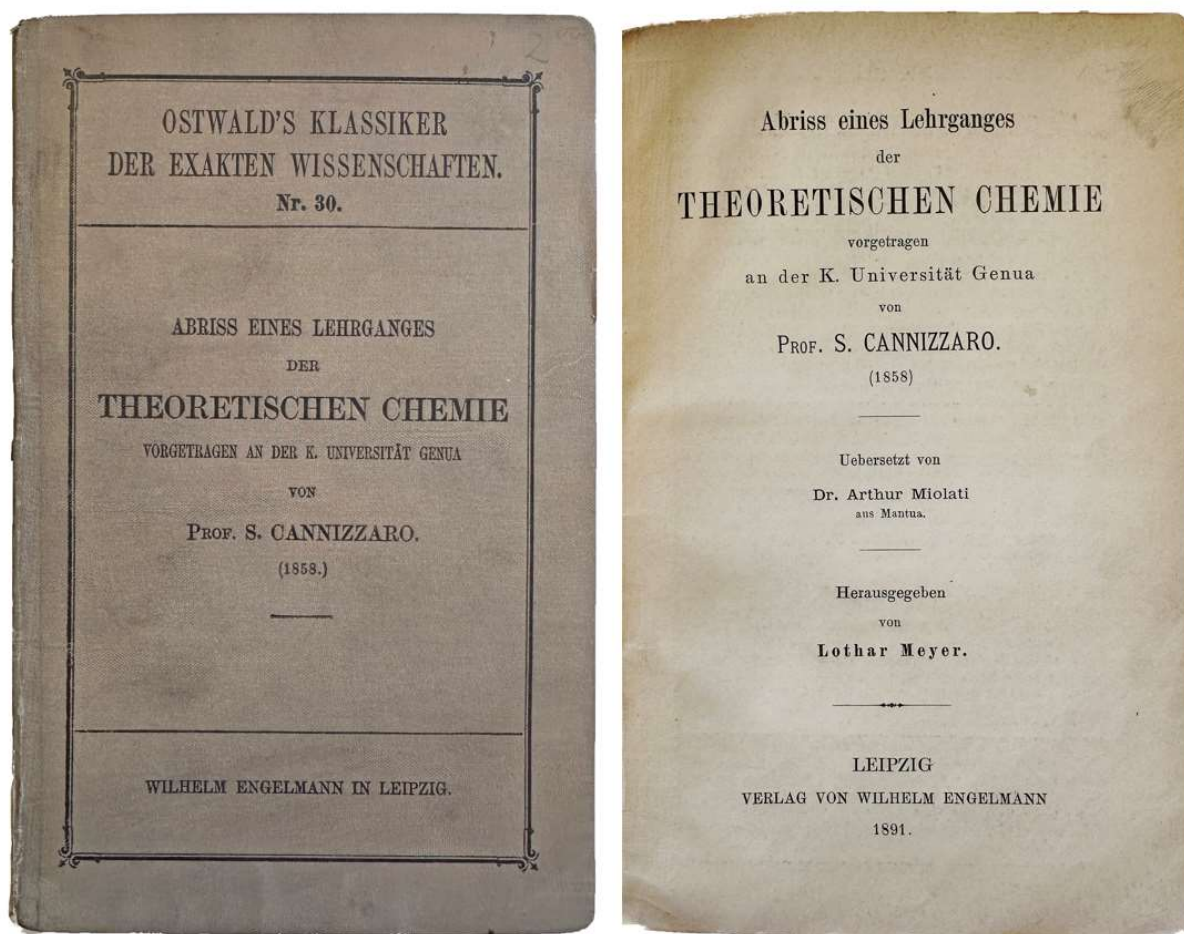 2
OSTWALD'S KLASSIKER
DER EXAKTEN WISSENSCHAFTEN.
Nr. 30.
ABRISS EINES LEHRGANGES
DER
THEORETISCHEN CHEMIE
VORGETRAGEN AN DER K. UNIVERSITÄT GENUA
VON
PROF. S. CANNIZZARO.
(1858.)
WILHELM ENGELMANN IN LEIPZIG.
Abriss eines Lehrganges
der
THEORETISCHEN CHEMIE
vorgetragen
an der K. Universität Genua
von
PROF. S. CANNIZZARO.
(1858)
Uebersetzt von
Dr. Arthur Miolati
aus Mantua.
Herausgegeben
von
Lothar Meyer.
LEIPZIG
VERLAG VON WILHELM ENGELMANN
1891.